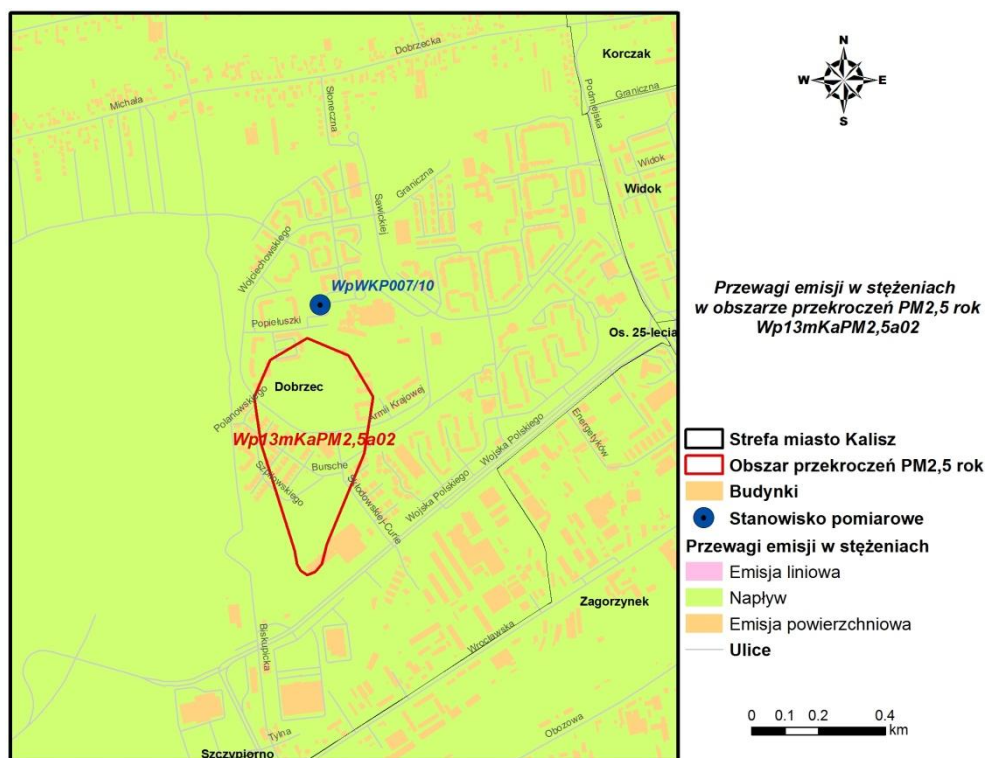 Dobrzecka
Korczak
Michała
Słoneczna
Podmiejska
Graniczna
Graniczna
Widok
Widok
Sawickiej
Wojciechowskiego
WpWKP007/10
Popiełuszki
Os. 25-lecia
Dobrzec
Polanowskiego
Armii Krajowej
Wp13mKaPM2,5a02
Energetyków
Wojska Polskiego
Bursche
Skłodowskiej-Curie
Wojska Polskiego
Zagorzynek
Biskupicka
Wrocławska
Tylna
Obozowa
Szczypiorno
N
W
E
S
Przewagi emisji w stężeniach
w obszarze przekroczeń PM2,5 rok
Wp13mKaPM2,5a02
Strefa miasto Kalisz
Obszar przekroczeń PM2,5 rok
Budynki
Stanowisko pomiarowe
Przewagi emisji w stężeniach
Emisja liniowa
Napływ
Emisja powierzchniowa
Ulice
0 0.1 0.2 0.4
km